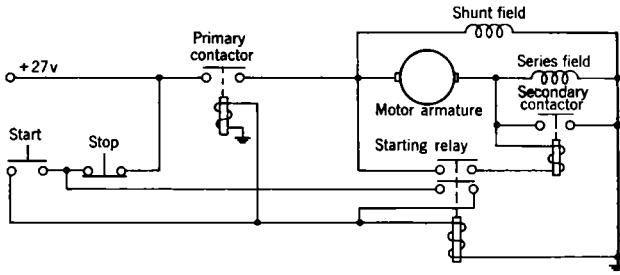 Shunt field
Primary
contactor
Series field
+27v
Secondary
contactor
Motor armature
Start
Stop
Starting relay